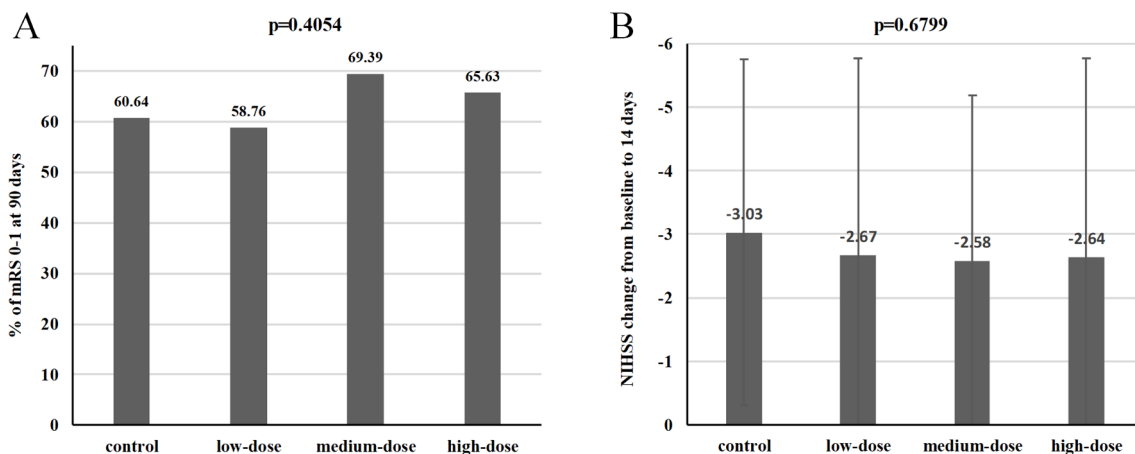 A
p=0.4054
% of mRS 0-1 at 90 days
70
60
50
40
30
20
10
0
60.64
58.76
69.39
65.63
control
low-dose
medium-dose
high-dose
B
p=0.6799
NIHSS change from baseline to 14 days
-6
-5
-4
-3
-2
-1
0
-3.03
-2.67
-2.58
-2.64
control
low-dose
medium-dose
high-dose